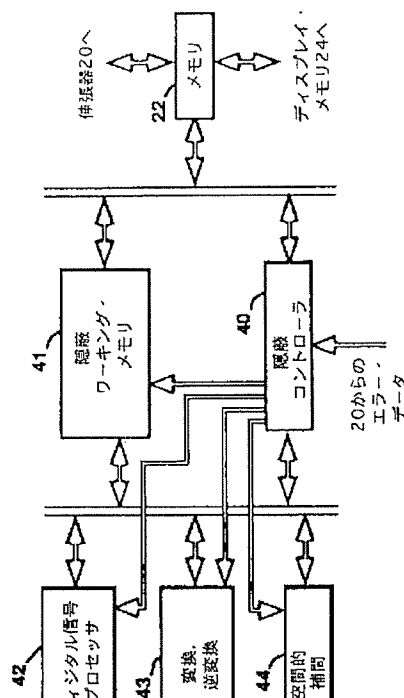 伸張器20へ
22
メモリ
ディスプレイ・
メモリ24へ
41
隠蔽
ワーキング・
メモリ
40
隠蔽
コントローラ
20からの
エラー・
データ
42
ィジタル信号
プロセッサ
43
変換.
逆変換
44
空間的
補間